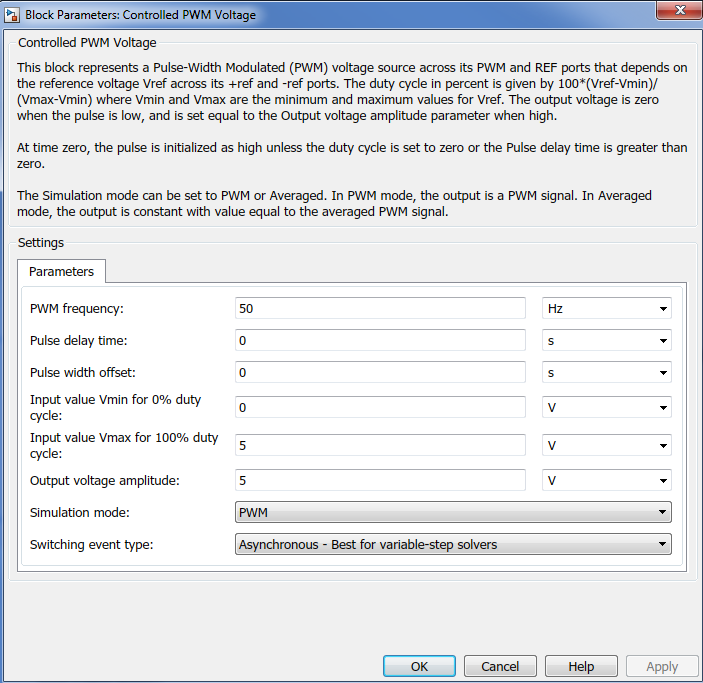 Block Parameters: Controlled PWM Voltage
Controlled PWM Voltage
This block represents a Pulse-Width Modulated (PWM) voltage source across its PWM and REF ports that depends on
the reference voltage Vref across its +ref and -ref ports. The duty cycle in percent is given by 100*(Vref-Vmin)/
(Vmax-Vmin) where Vmin and Vmax are the minimum and maximum values for Vref. The output voltage is zero
when the pulse is low, and is set equal to the Output voltage amplitude parameter when high.
At time zero, the pulse is initialized as high unless the duty cycle is set to zero or the Pulse delay time is greater than
zero.
The Simulation mode can be set to PWM or Averaged. In PWM mode, the output is a PWM signal. In Averaged
mode, the output is constant with value equal to the averaged PWM signal.
Settings
Parameters
PWM frequency: 50 Hz
Pulse delay time: 0 s
Pulse width offset: 0 s
Input value Vmin for 0% duty
cycle: 0 V
Input value Vmax for 100% duty
cycle: 5 V
Output voltage amplitude: 5 V
Simulation mode: PWM
Switching event type: Asynchronous - Best for variable-step solvers
OK Cancel Help Apply